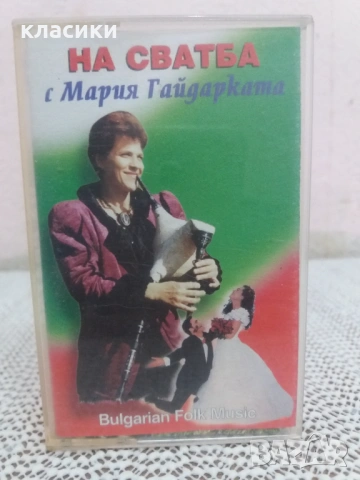 класики
НА СВАТБА
с Мария Гайдарката
Bulgarian Folk Music